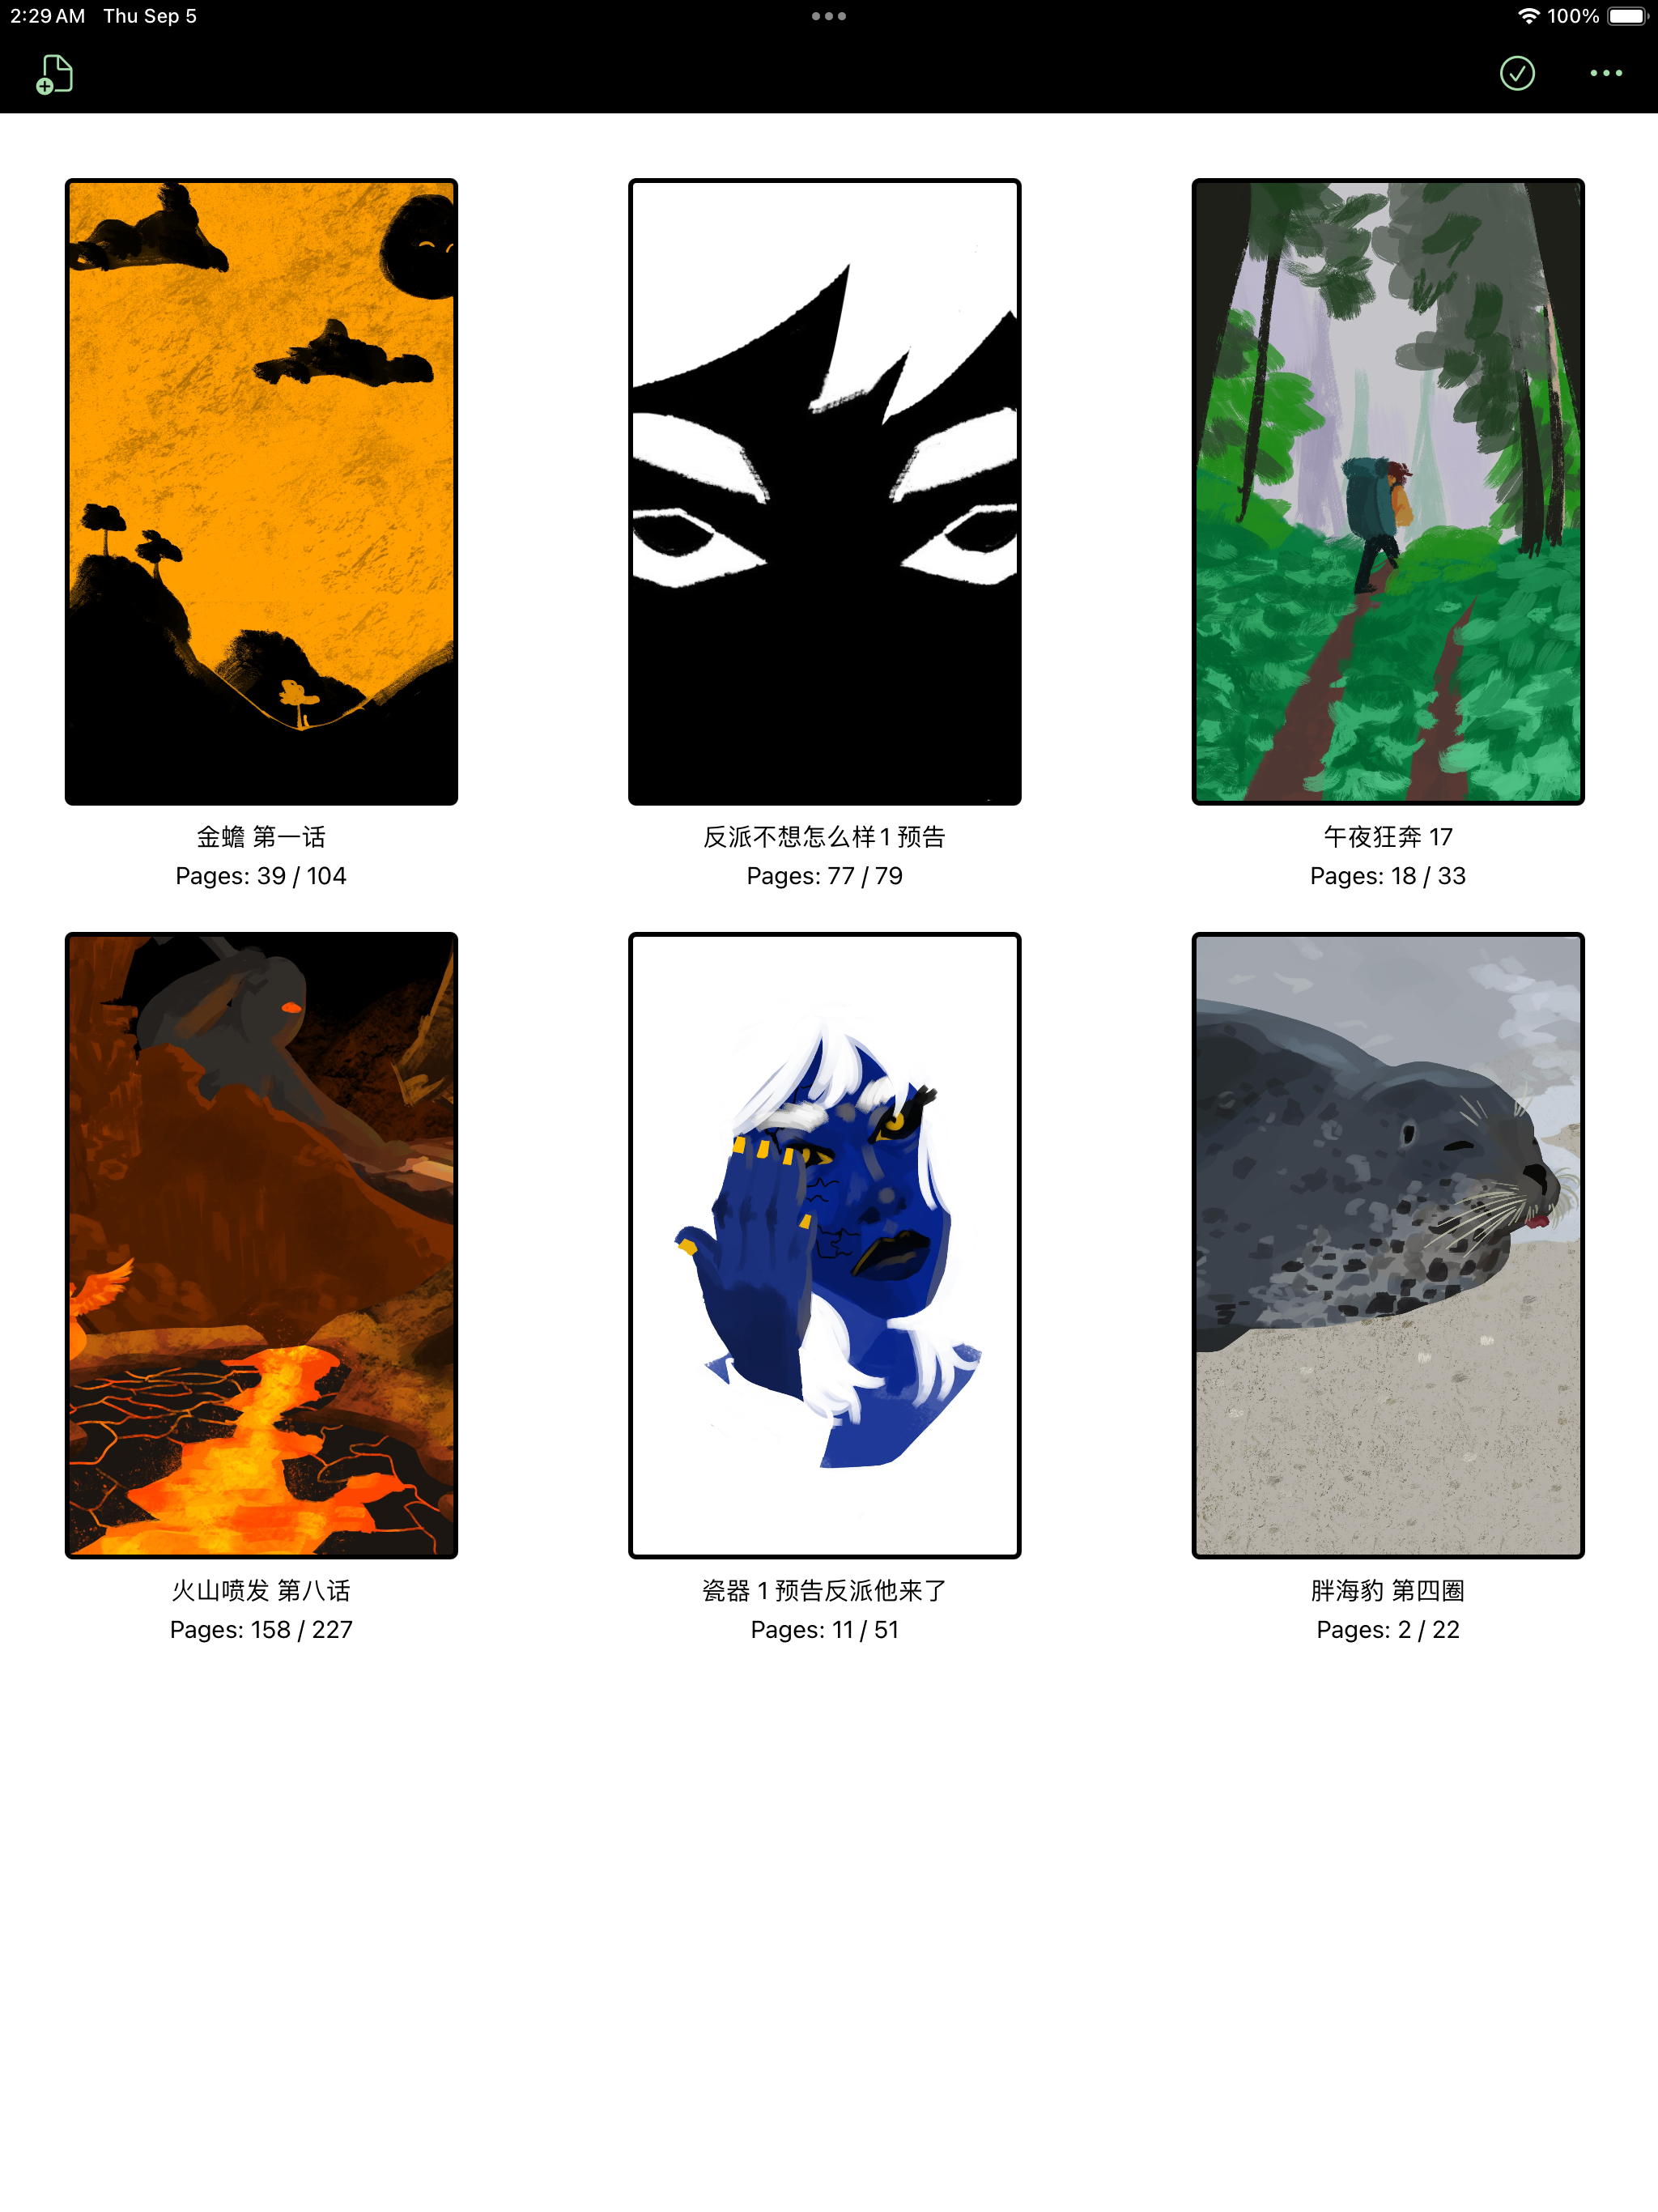 2:29 AM Thu Sep 5
100%
金蟾 第一话
Pages: 39 / 104
反派不想怎么样1 预告
Pages: 77 / 79
午夜狂奔 17
Pages: 18 / 33
火山喷发 第八话
Pages: 158 / 227
瓷器 1 预告反派他来了
Pages: 11 / 51
胖海豹 第四圈
Pages: 2 / 22